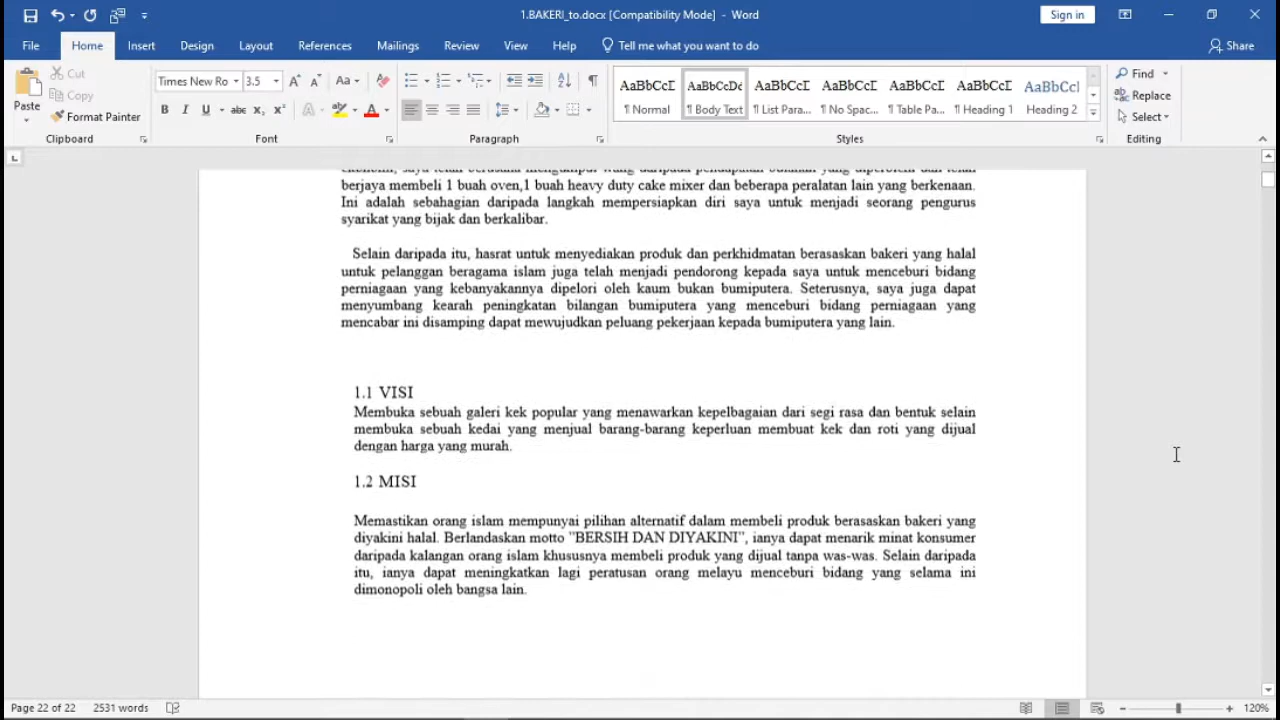 1.BAKERI_to.docx [Compatibility Mode] - Word
Sign in
File Home Insert Design Layout References Mailings Review View Help Tell me what you want to do Share
Paste
Cut
Copy
Format Painter
Clipboard
Times New Ro 3.5
Font
Paragraph
AaBbCcI AaBbCcDd AaBbCcI AaBbCcI AaBbCcI AaBbCcI AaBbCcl
¶ Normal ¶ Body Text ¶ List Para... ¶ No Spac... ¶ Table Pa... ¶ Heading 1 Heading 2
Styles
Find
Replace
Select
Editing
berjaya membeli 1 buah oven,1 buah heavy duty cake mixer dan beberapa peralatan lain yang berkenaan.
Ini adalah sebahagian daripada langkah mempersiapkan diri saya untuk menjadi seorang pengurus
syarikat yang bijak dan berkalibar.
Selain daripada itu, hasrat untuk menyediakan produk dan perkhidmatan berasaskan bakeri yang halal
untuk pelanggan beragama islam juga telah menjadi pendorong kepada saya untuk menceburi bidang
perniagaan yang kebanyakannya dipelori oleh kaum bukan bumiputera. Seterusnya, saya juga dapat
menyumbang kearah peningkatan bilangan bumiputera yang menceburi bidang perniagaan yang
mencabar ini disamping dapat mewujudkan peluang pekerjaan kepada bumiputera yang lain.
1.1 VISI
Membuka sebuah galeri kek popular yang menawarkan kepelbagaian dari segi rasa dan bentuk selain
membuka sebuah kedai yang menjual barang-barang keperluan membuat kek dan roti yang dijual
dengan harga yang murah.
1.2 MISI
Memastikan orang islam mempunyai pilihan alternatif dalam membeli produk berasaskan bakeri yang
diyakini halal. Berlandaskan motto "BERSIH DAN DIYAKINI", ianya dapat menarik minat konsumer
daripada kalangan orang islam khususnya membeli produk yang dijual tanpa was-was. Selain daripada
itu, ianya dapat meningkatkan lagi peratusan orang melayu menceburi bidang yang selama ini
dimonopoli oleh bangsa lain.
Page 22 of 22 2531 words 120%